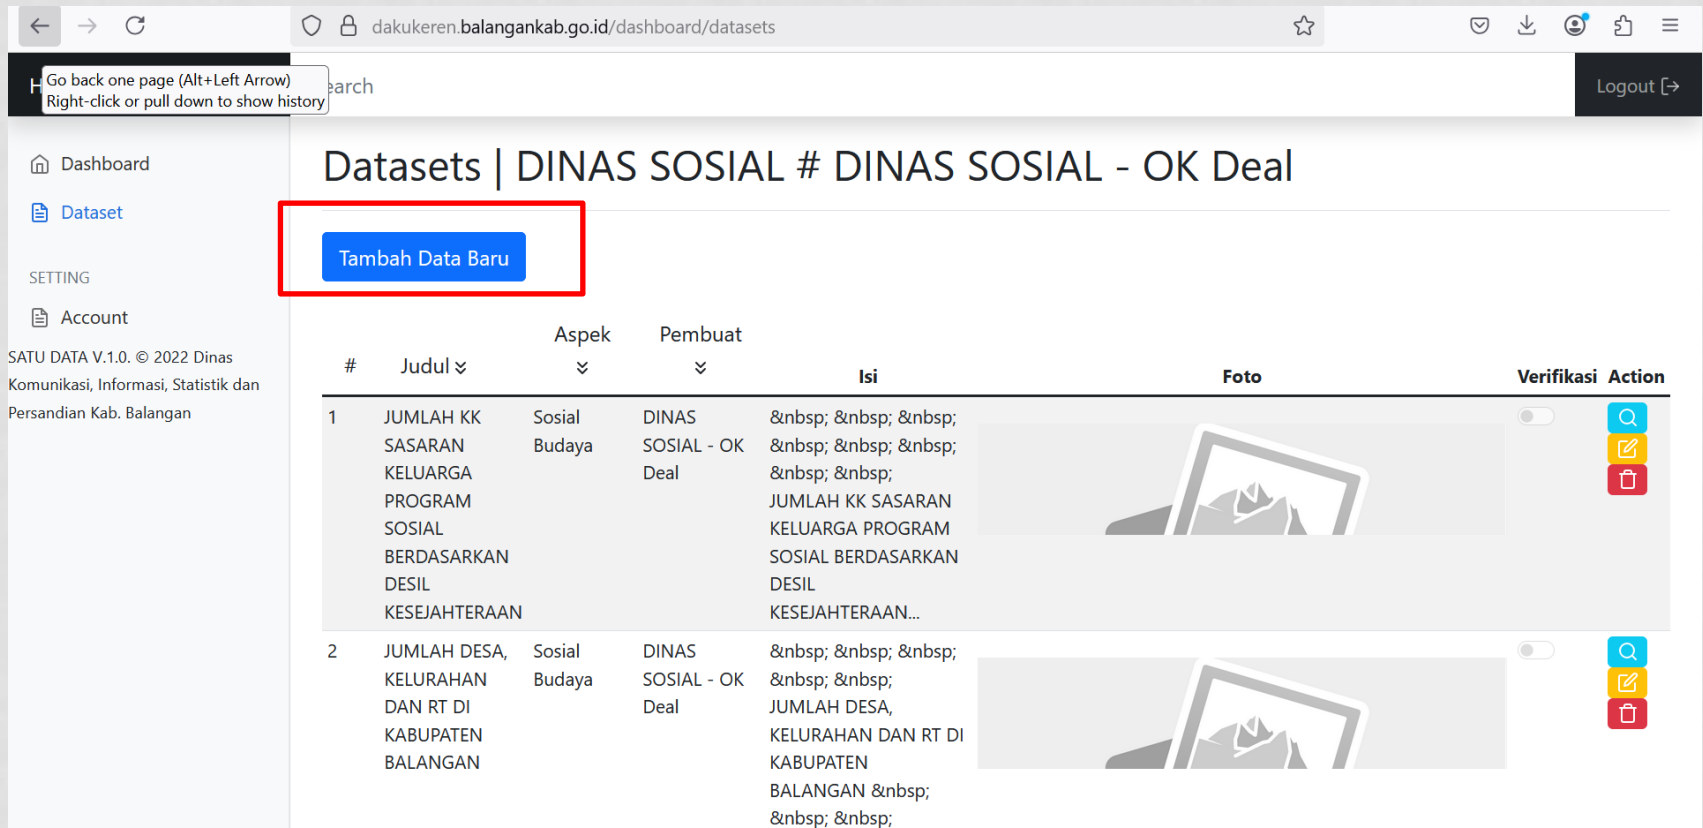 dakukeren.balangankab.go.id/dashboard/datasets
Go back one page (Alt+Left Arrow)
Right-click or pull down to show history
earch
Logout
Dashboard
Dataset
SETTING
Account
SATU DATA V.1.0. © 2022 Dinas
Komunikasi, Informasi, Statistik dan
Persandian Kab. Balangan
Datasets | DINAS SOSIAL # DINAS SOSIAL - OK Deal
Tambah Data Baru
# Judul Aspek Pembuat Isi Foto Verifikasi Action
1
JUMLAH KK
SASARAN
KELUARGA
PROGRAM
SOSIAL
BERDASARKAN
DESIL
KESEJAHTERAAN
Sosial
Budaya
DINAS
SOSIAL - OK
Deal
&nbsp; &nbsp; &nbsp;
&nbsp; &nbsp; &nbsp;
&nbsp; &nbsp;
JUMLAH KK SASARAN
KELUARGA PROGRAM
SOSIAL BERDASARKAN
DESIL
KESEJAHTERAAN...
2
JUMLAH DESA,
KELURAHAN
DAN RT DI
KABUPATEN
BALANGAN
Sosial
Budaya
DINAS
SOSIAL - OK
Deal
&nbsp; &nbsp; &nbsp;
&nbsp; &nbsp;
JUMLAH DESA,
KELURAHAN DAN RT DI
KABUPATEN
BALANGAN &nbsp;
&nbsp; &nbsp;